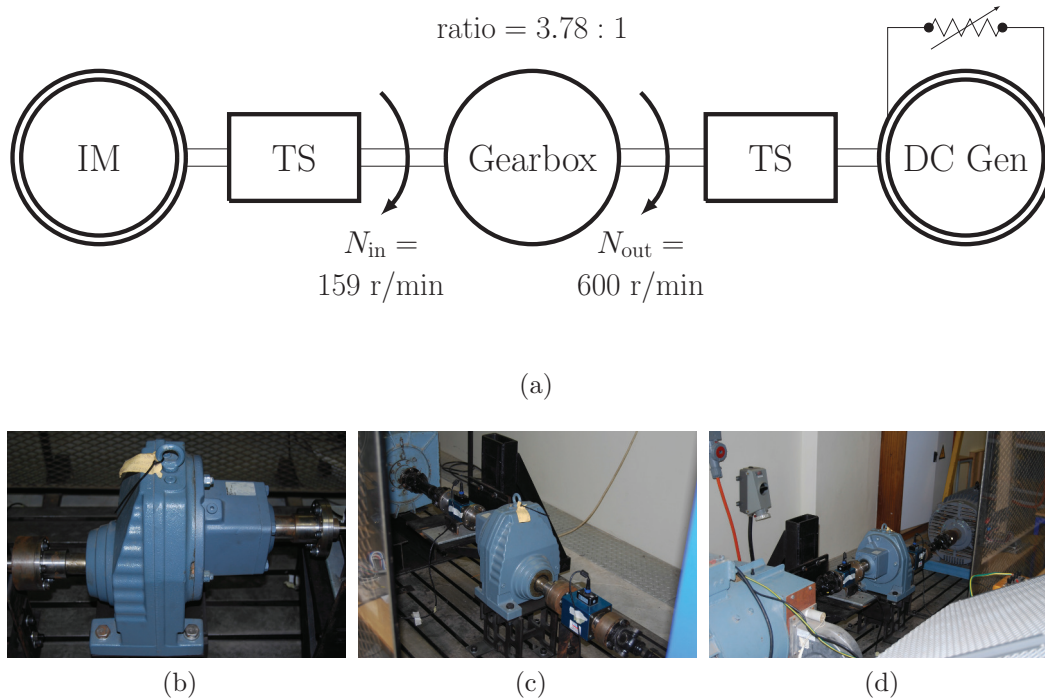 ratio = 3.78 : 1
IM
TS
Gearbox
TS
DC Gen
N_in =
159 r/min
N_out =
600 r/min
(a)
(b)
(c)
(d)